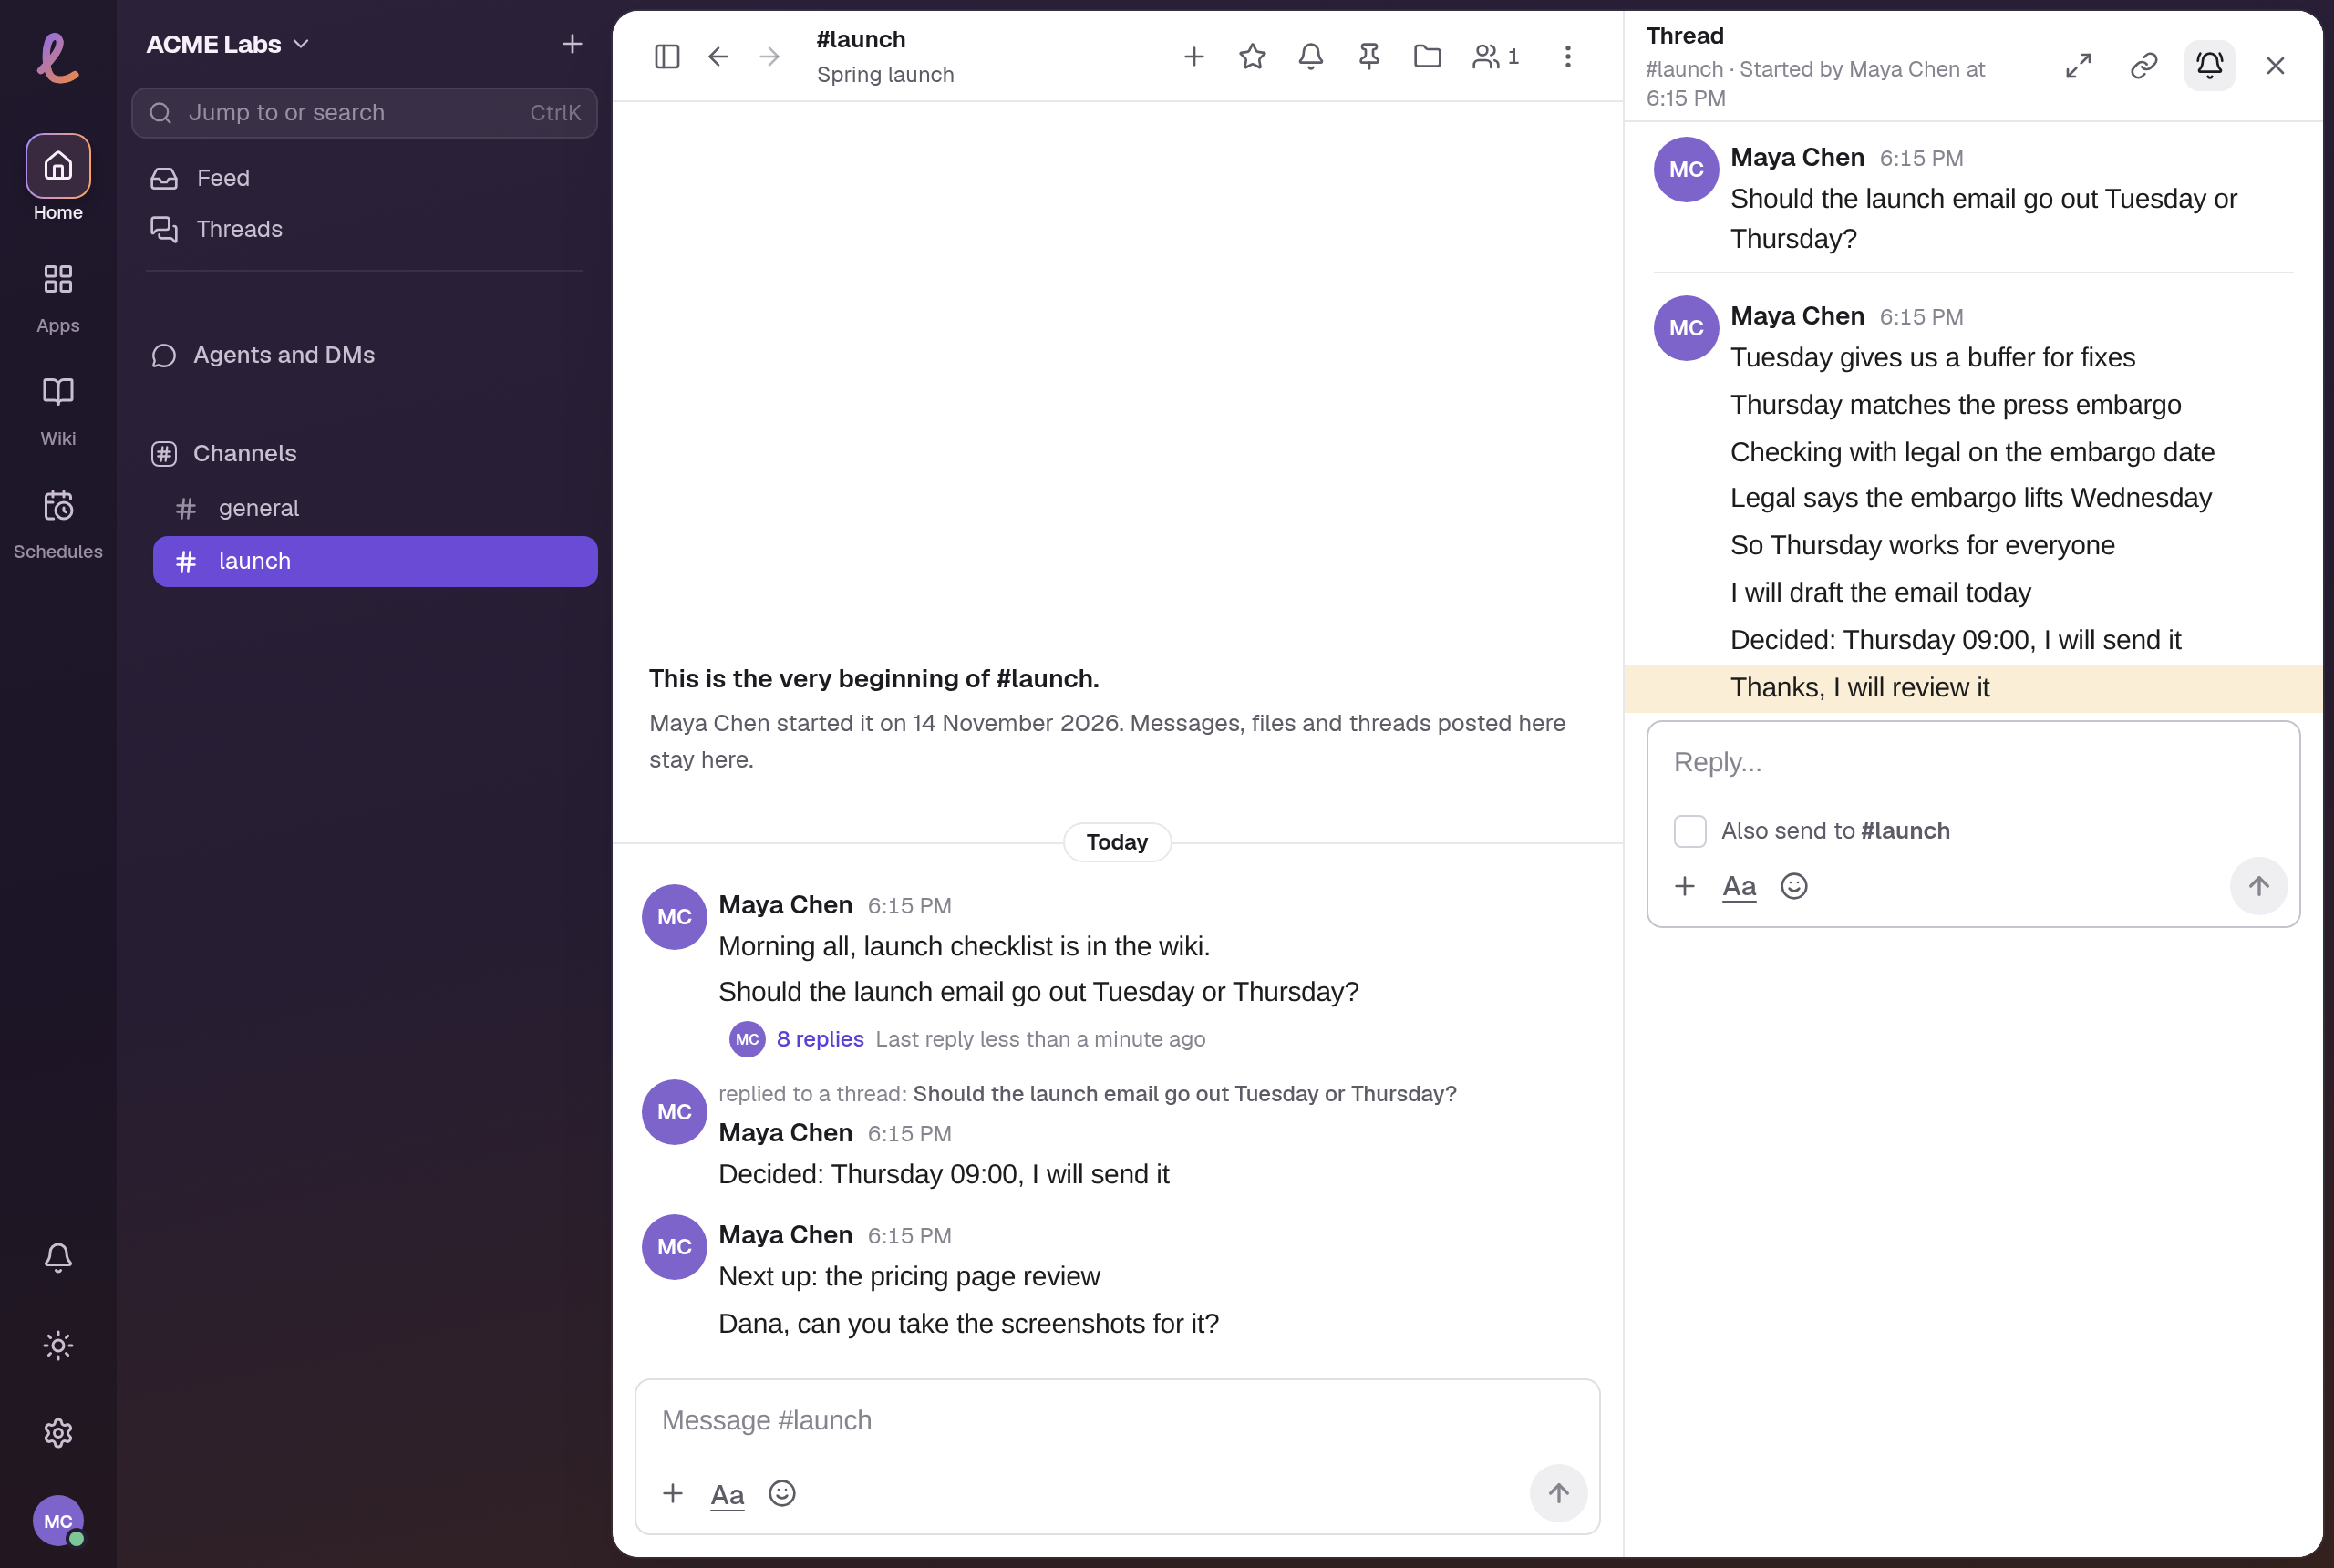 ACME Labs
Jump to or search CtrlK
Home
Feed
Threads
Apps
Agents and DMs
Wiki
Channels
general
Schedules
launch
MC
#launch
Spring launch
1
This is the very beginning of #launch.
Maya Chen started it on 14 November 2026. Messages, files and threads posted here
stay here.
Today
MC Maya Chen 6:15 PM
Morning all, launch checklist is in the wiki.
Should the launch email go out Tuesday or Thursday?
MC 8 replies Last reply less than a minute ago
replied to a thread: Should the launch email go out Tuesday or Thursday?
MC Maya Chen 6:15 PM
Decided: Thursday 09:00, I will send it
MC Maya Chen 6:15 PM
Next up: the pricing page review
Dana, can you take the screenshots for it?
Message #launch
Aa
Thread
#launch · Started by Maya Chen at
6:15 PM
MC Maya Chen 6:15 PM
Should the launch email go out Tuesday or
Thursday?
MC Maya Chen 6:15 PM
Tuesday gives us a buffer for fixes
Thursday matches the press embargo
Checking with legal on the embargo date
Legal says the embargo lifts Wednesday
So Thursday works for everyone
I will draft the email today
Decided: Thursday 09:00, I will send it
Thanks, I will review it
Reply...
Also send to #launch
Aa